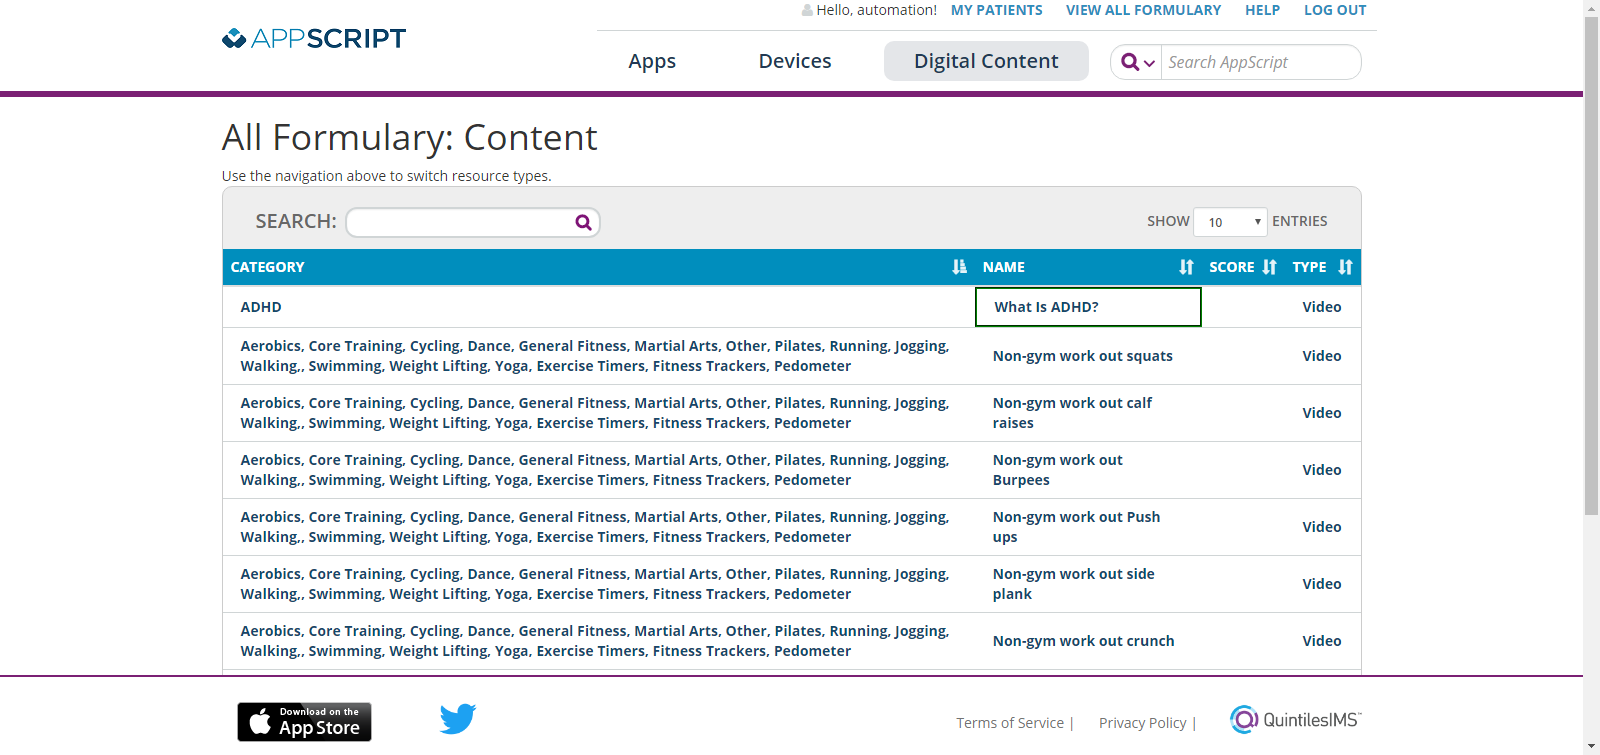 Hello, automation! MY PATIENTS VIEW ALL FORMULARY HELP LOG OUT
APPSCRIPT
Apps Devices Digital Content Search AppScript
All Formulary: Content
Use the navigation above to switch resource types.
SEARCH: SHOW 10 ENTRIES
CATEGORY NAME SCORE TYPE
ADHD What Is ADHD? Video
Aerobics, Core Training, Cycling, Dance, General Fitness, Martial Arts, Other, Pilates, Running, Jogging,
Walking,, Swimming, Weight Lifting, Yoga, Exercise Timers, Fitness Trackers, Pedometer
Non-gym work out squats
Video
Aerobics, Core Training, Cycling, Dance, General Fitness, Martial Arts, Other, Pilates, Running, Jogging,
Walking,, Swimming, Weight Lifting, Yoga, Exercise Timers, Fitness Trackers, Pedometer
Non-gym work out calf
raises
Video
Aerobics, Core Training, Cycling, Dance, General Fitness, Martial Arts, Other, Pilates, Running, Jogging,
Walking,, Swimming, Weight Lifting, Yoga, Exercise Timers, Fitness Trackers, Pedometer
Non-gym work out
Burpees
Video
Aerobics, Core Training, Cycling, Dance, General Fitness, Martial Arts, Other, Pilates, Running, Jogging,
Walking,, Swimming, Weight Lifting, Yoga, Exercise Timers, Fitness Trackers, Pedometer
Non-gym work out Push
ups
Video
Aerobics, Core Training, Cycling, Dance, General Fitness, Martial Arts, Other, Pilates, Running, Jogging,
Walking,, Swimming, Weight Lifting, Yoga, Exercise Timers, Fitness Trackers, Pedometer
Non-gym work out side
plank
Video
Aerobics, Core Training, Cycling, Dance, General Fitness, Martial Arts, Other, Pilates, Running, Jogging,
Walking,, Swimming, Weight Lifting, Yoga, Exercise Timers, Fitness Trackers, Pedometer
Non-gym work out crunch
Video
Download on the
App Store
Terms of Service | Privacy Policy | QuintilesIMS™